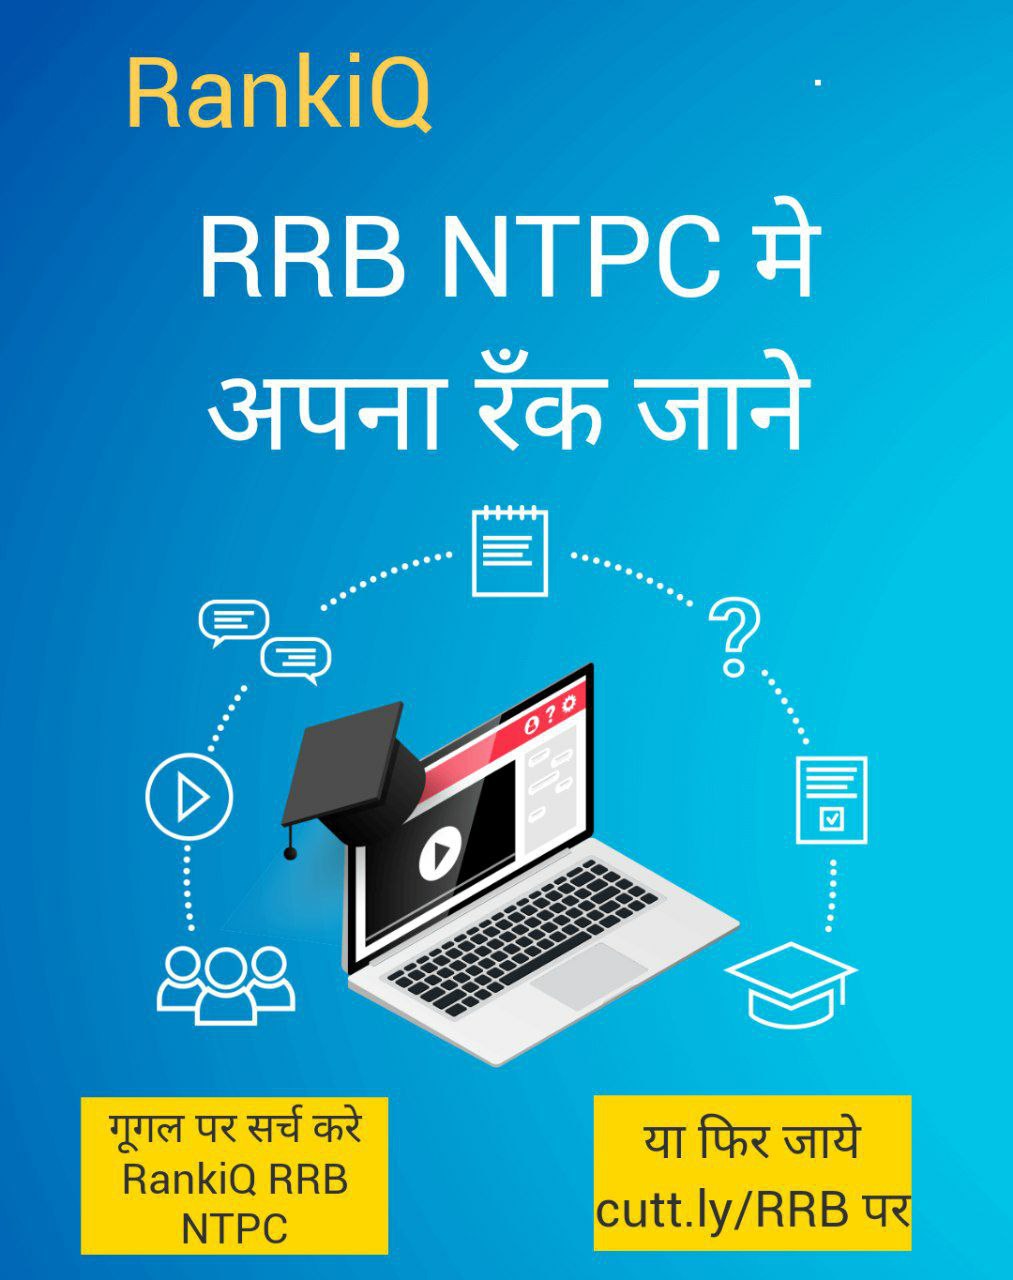 RankiQ
RRB NTPC मे
अपना रँक जाने
गूगल पर सर्च करे
RankiQ RRB
NTPC
या फिर जाये
cutt.ly/RRB पर